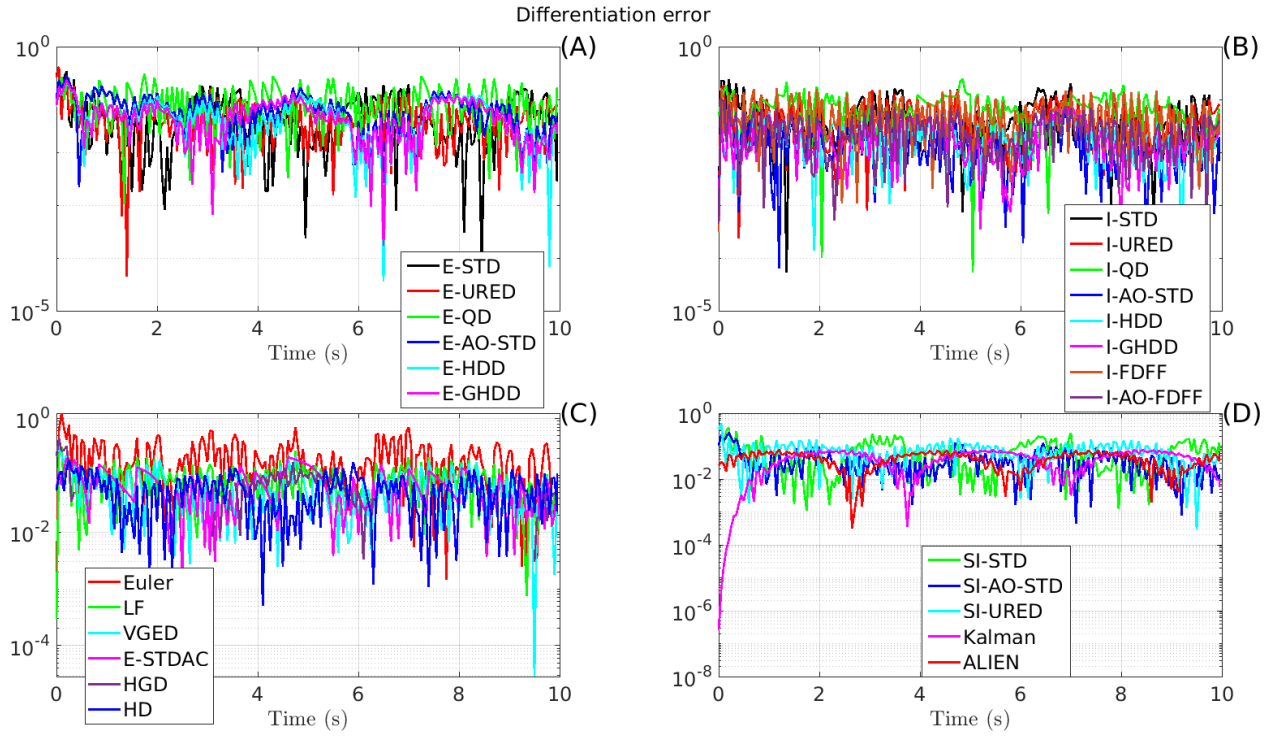 Differentiation error
(A)
10^0
10^-5
0 2 4 6 8 10
Time (s)
E-STD
E-URED
E-QD
E-AO-STD
E-HDD
E-GHDD
(B)
10^0
10^-5
0 2 4 6 8 10
Time (s)
I-STD
I-URED
I-QD
I-AO-STD
I-HDD
I-GHDD
I-FDFF
I-AO-FDFF
(C)
10^0
10^-2
10^-4
0 2 4 6 8 10
Time (s)
Euler
LF
VGED
E-STDAC
HGD
HD
(D)
10^0
10^-2
10^-4
10^-6
10^-8
0 2 4 6 8 10
Time (s)
SI-STD
SI-AO-STD
SI-URED
Kalman
ALIEN